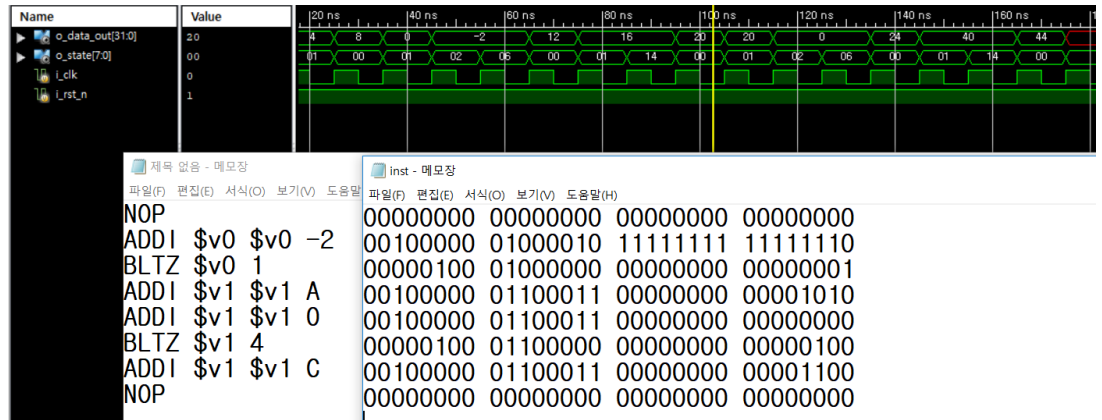 Name Value 20 ns 40 ns 60 ns 80 ns 100 ns 120 ns 140 ns 160 ns
o_data_out[31:0] 20 4 8 0 -2 12 16 20 20 0 24 40 44
o_state[7:0] 00 01 00 01 02 06 00 01 14 00 01 02 06 00 01 14 00
i_clk 0
i_rst_n 1
제목 없음 - 메모장
파일(F) 편집(E) 서식(O) 보기(V) 도움말
NOP
ADDI $v0 $v0 -2
BLTZ $v0 1
ADDI $v1 $v1 A
ADDI $v1 $v1 0
BLTZ $v1 4
ADDI $v1 $v1 C
NOP
inst - 메모장
파일(F) 편집(E) 서식(O) 보기(V) 도움말(H)
00000000 00000000 00000000 00000000
00100000 01000010 11111111 11111110
00000100 01000000 00000000 00000001
00100000 01100011 00000000 00001010
00100000 01100011 00000000 00000000
00000100 01100000 00000000 00000100
00100000 01100011 00000000 00001100
00000000 00000000 00000000 00000000